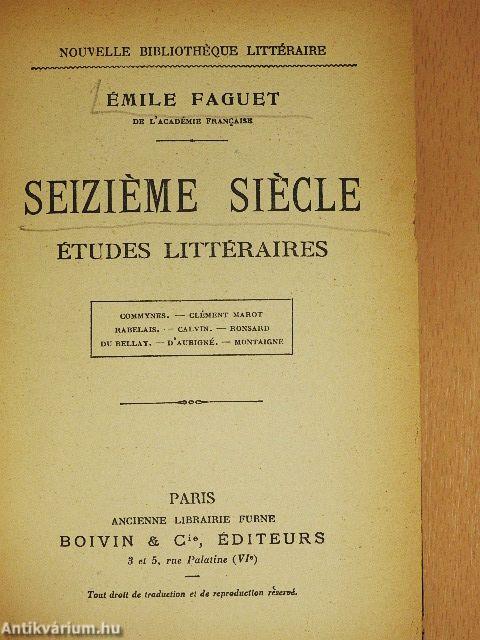 NOUVELLE BIBLIOTHÈQUE LITTÉRAIRE
ÉMILE FAGUET
DE L'ACADÉMIE FRANÇAISE
SEIZIÈME SIÈCLE
ÉTUDES LITTÉRAIRES
COMMYNES. — CLÉMENT MAROT
RABELAIS. — CALVIN. — RONSARD
DU BELLAY. — D'AUBIGNÉ. — MONTAIGNE
PARIS
ANCIENNE LIBRAIRIE FURNE
BOIVIN & Cie, ÉDITEURS
3 et 5, rue Palatine (VIe)
Tout droit de traduction et de reproduction réservé.
Antikvárium.hu